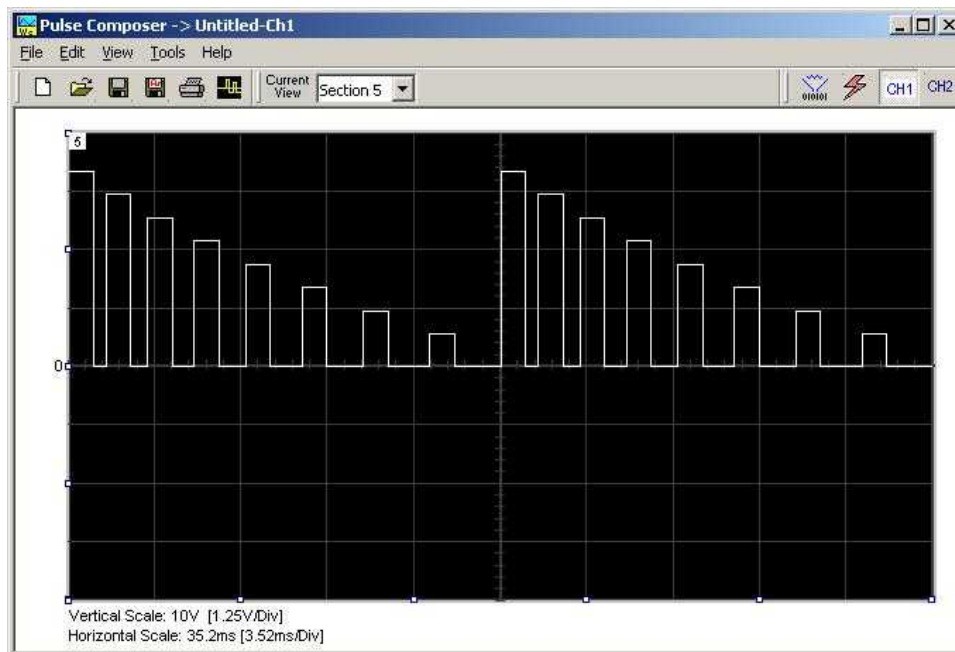 Pulse Composer -> Untitled-Ch1
File Edit View Tools Help
Current View Section 5 010101 CH1 CH2
5
0
Vertical Scale: 10V [1.25V/Div]
Horizontal Scale: 35.2ms [3.52ms/Div]